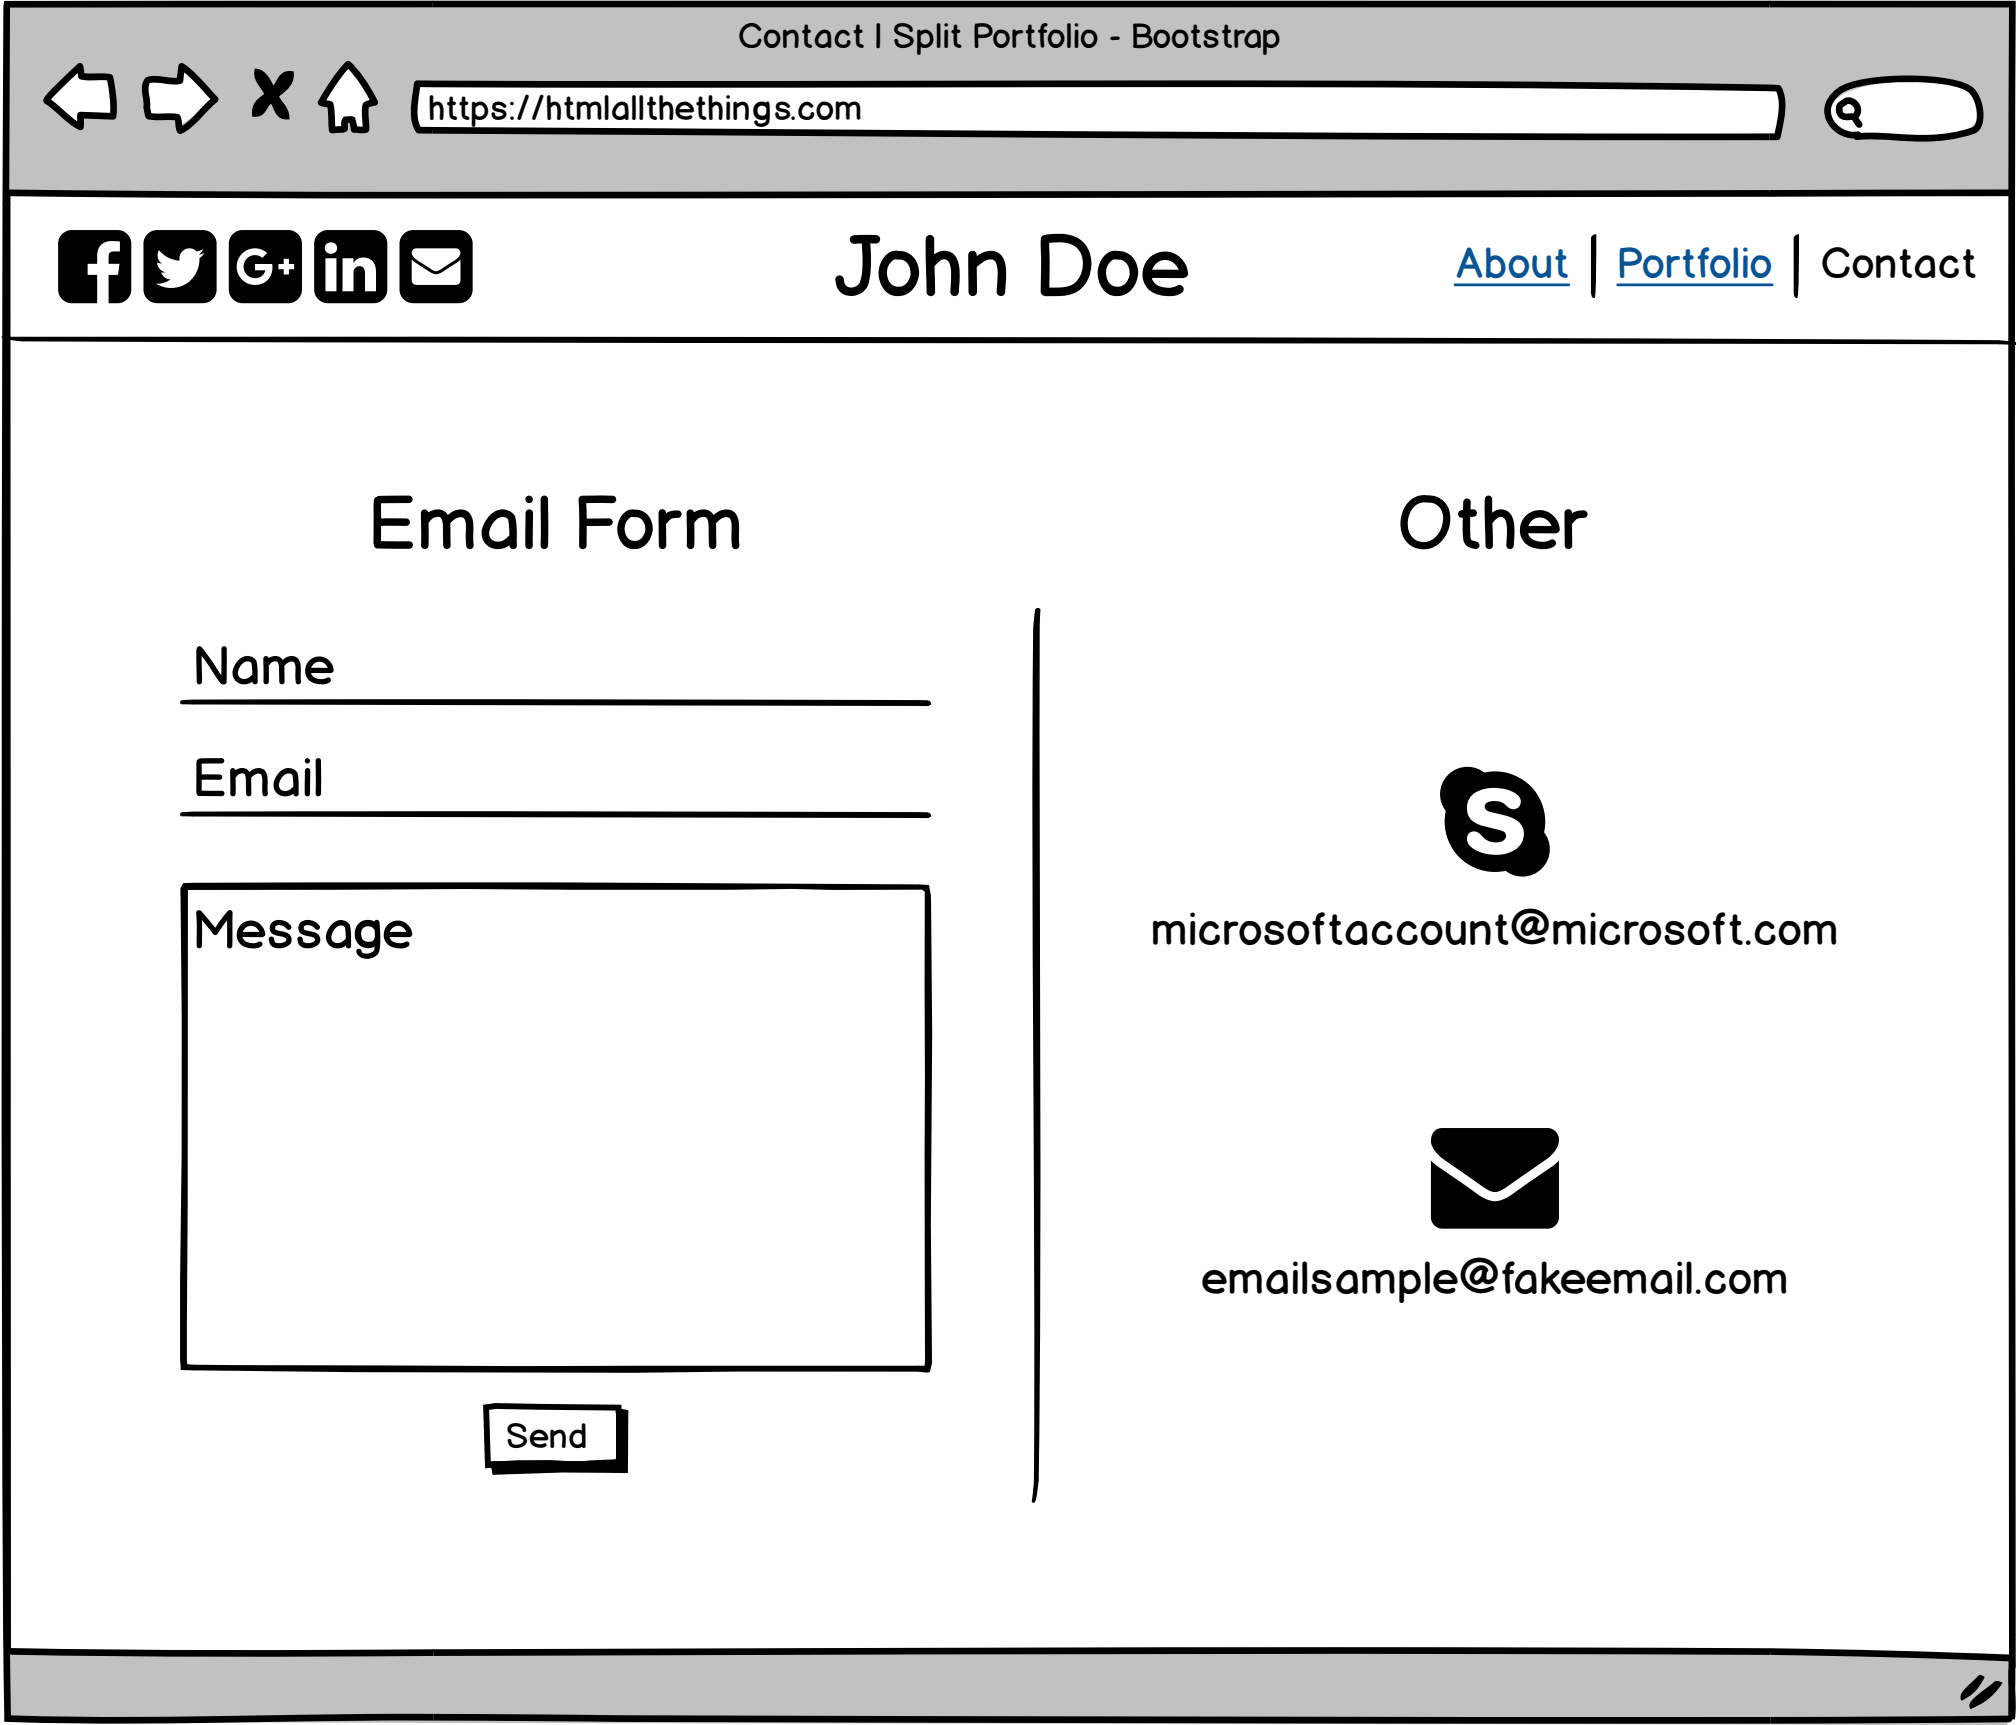 Contact | Split Portfolio - Bootstrap
https://htmlallthethings.com
John Doe
About | Portfolio | Contact
Email Form
Name
Email
Message
Send
Other
microsoftaccount@microsoft.com
emailsample@fakeemail.com